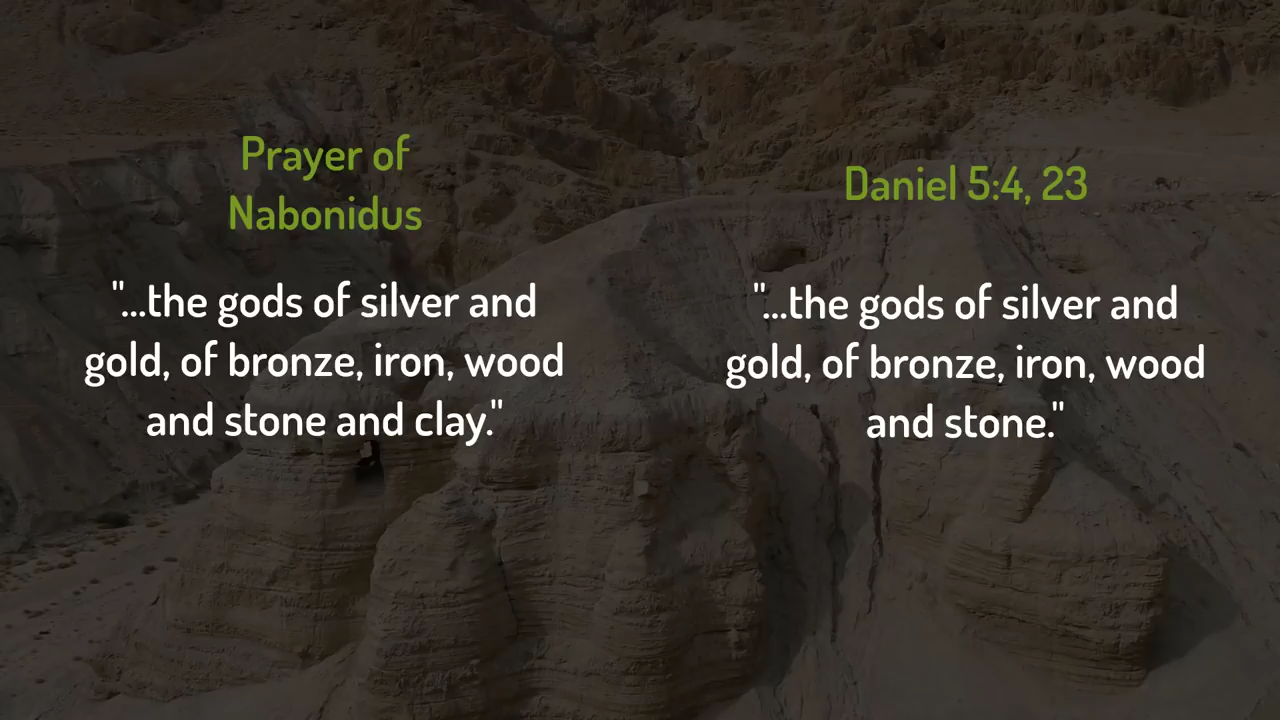 Prayer of
Nabonidus
"...the gods of silver and
gold, of bronze, iron, wood
and stone and clay."
Daniel 5:4, 23
"...the gods of silver and
gold, of bronze, iron, wood
and stone."